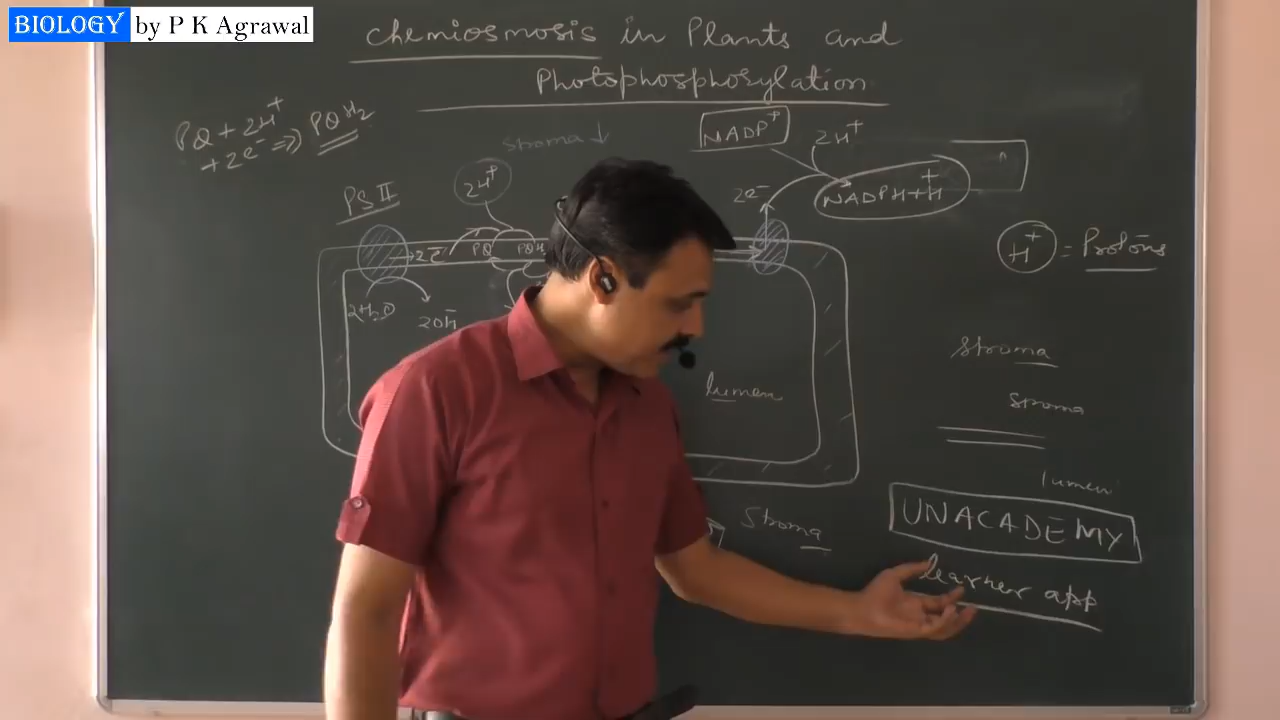 BIOLOGY by P K Agrawal
chemiosmosis in Plants and
Photophosphorylation
PQ + 2H⁺
+ 2e⁻ ⇒ PQH₂
stroma ↓
NADP⁺
2H⁺
PS II
2H⁺
2e⁻
NADPH+H⁺
2e⁻
PQ
PQH
H⁺ = Protons
2H₂O
2OH⁻
lumen
stroma
stroma
lumen
stroma
UNACADEMY
learner app